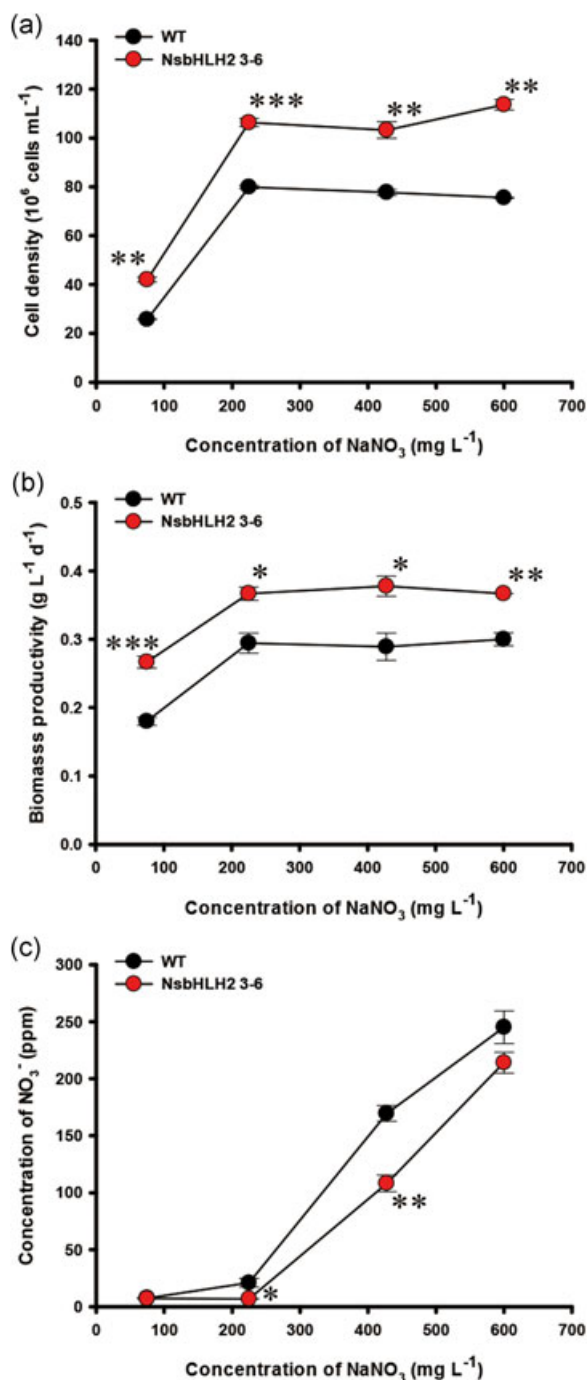 (a)
WT
NsbHLH2 3-6
140
120
100
80
60
40
20
0
***
**
**
**
Cell density (10⁶ cells mL⁻¹)
0 100 200 300 400 500 600 700
Concentration of NaNO₃ (mg L⁻¹)
(b)
WT
NsbHLH2 3-6
0.5
0.4
0.3
0.2
0.1
0.0
*
*
**
***
Biomasss productivity (g L⁻¹ d⁻¹)
0 100 200 300 400 500 600 700
Concentration of NaNO₃ (mg L⁻¹)
(c)
WT
NsbHLH2 3-6
300
250
200
150
100
50
0
**
*
Concentration of NO₃⁻ (ppm)
0 100 200 300 400 500 600 700
Concentration of NaNO₃ (mg L⁻¹)